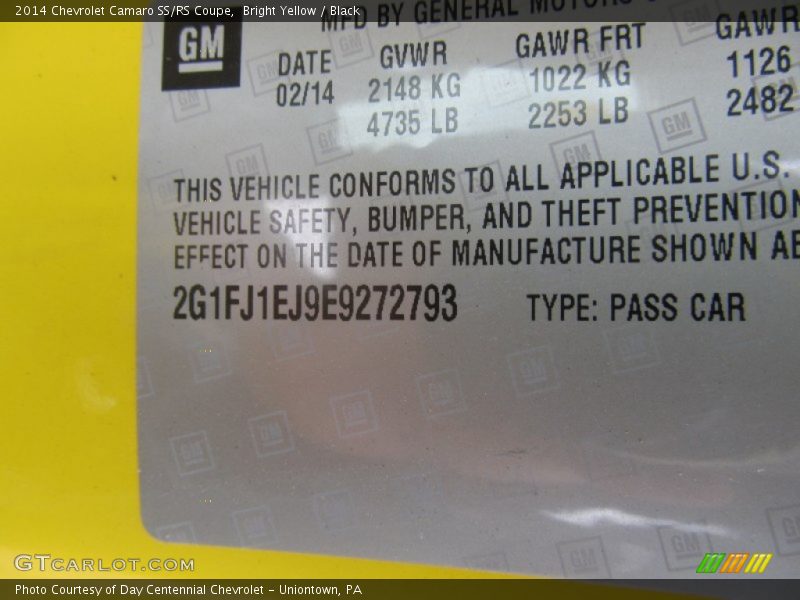 2014 Chevrolet Camaro SS/RS Coupe, Bright Yellow / Black
GM
MFD BY GENERAL MOTORS
DATE GVWR GAWR FRT GAWR
02/14 2148 KG 1022 KG 1126
4735 LB 2253 LB 2482
THIS VEHICLE CONFORMS TO ALL APPLICABLE U.S.
VEHICLE SAFETY, BUMPER, AND THEFT PREVENTION
EFFECT ON THE DATE OF MANUFACTURE SHOWN AB
2G1FJ1EJ9E9272793 TYPE: PASS CAR
GTCARLOT.COM
Photo Courtesy of Day Centennial Chevrolet - Uniontown, PA